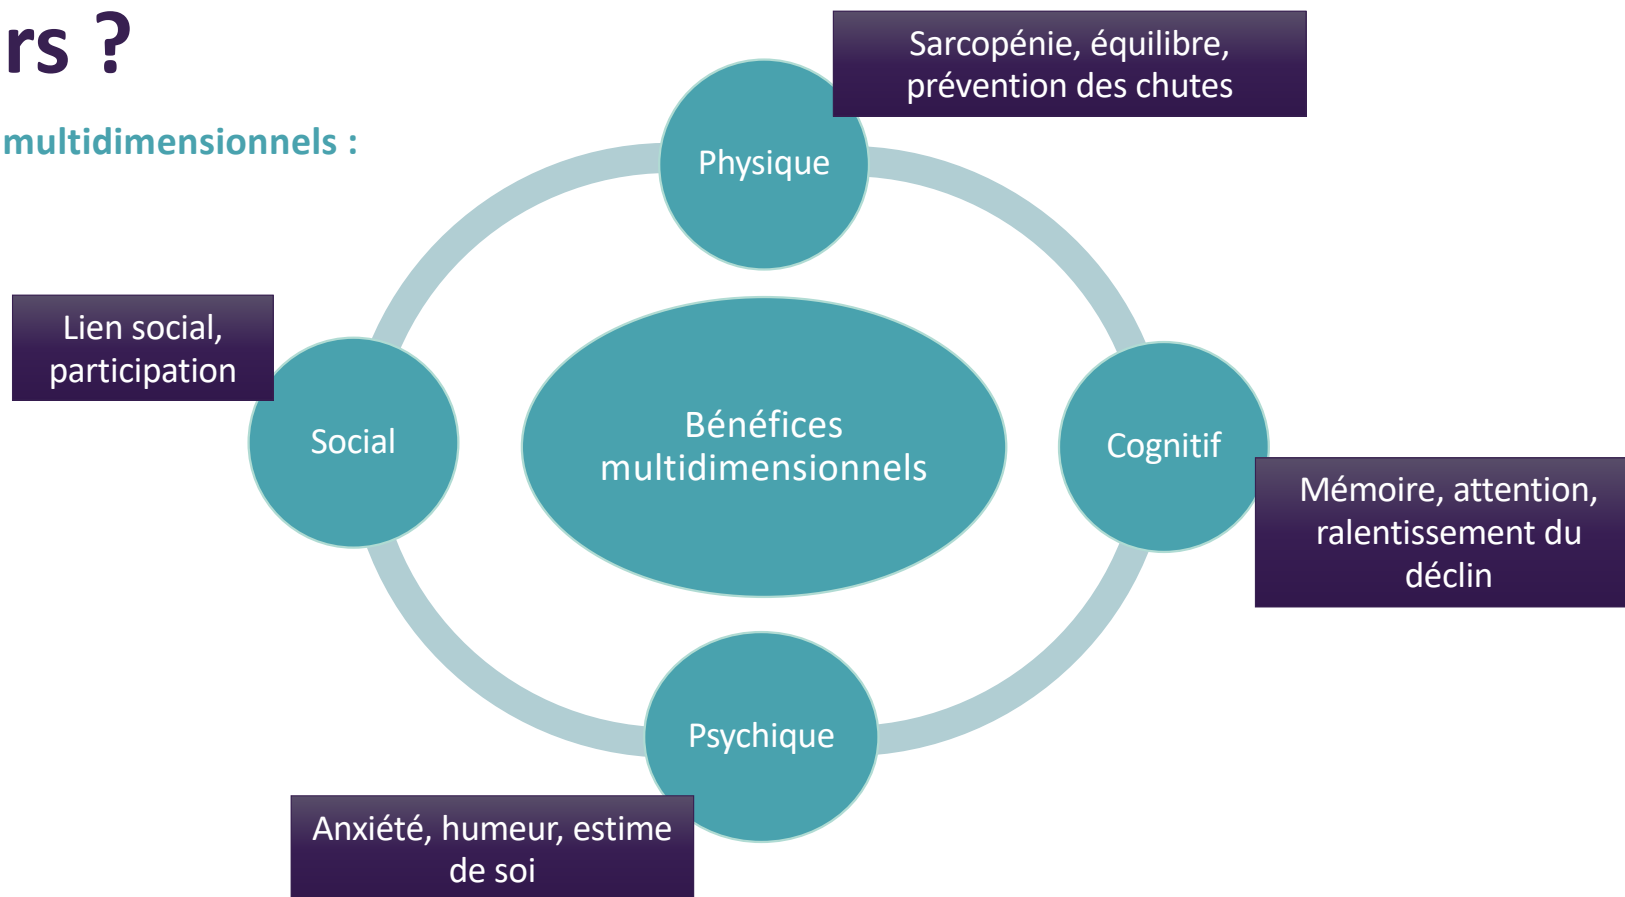 rs ?
multidimensionnels :
Sarcopénie, équilibre,
prévention des chutes
Physique
Lien social,
participation
Social
Bénéfices
multidimensionnels
Cognitif
Mémoire, attention,
ralentissement du
déclin
Psychique
Anxiété, humeur, estime
de soi